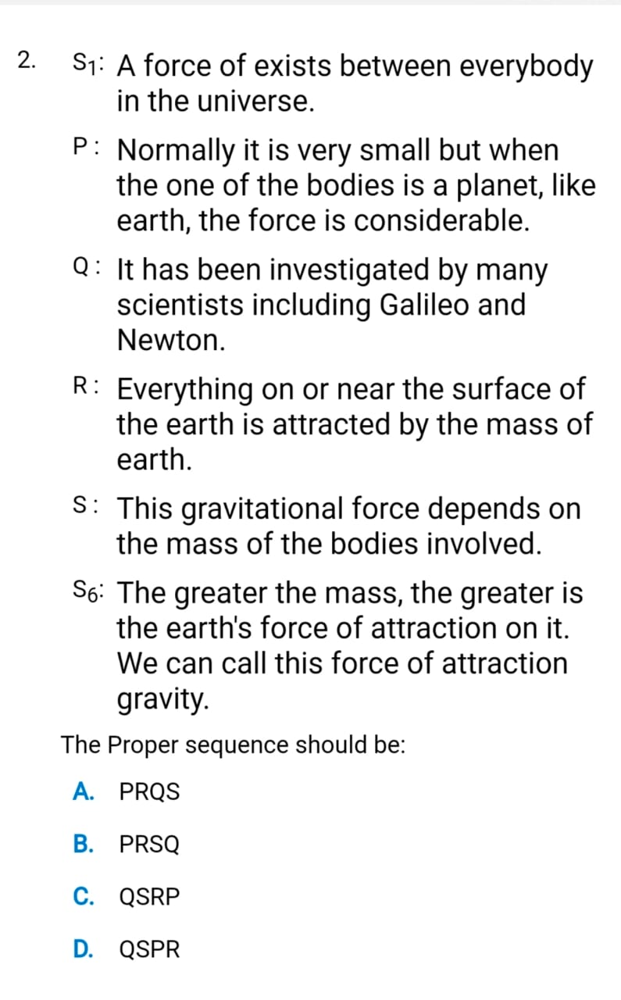 2. S1: A force of exists between everybody
in the universe.
P: Normally it is very small but when
the one of the bodies is a planet, like
earth, the force is considerable.
Q: It has been investigated by many
scientists including Galileo and
Newton.
R: Everything on or near the surface of
the earth is attracted by the mass of
earth.
S: This gravitational force depends on
the mass of the bodies involved.
S6: The greater the mass, the greater is
the earth's force of attraction on it.
We can call this force of attraction
gravity.
The Proper sequence should be:
A. PRQS
B. PRSQ
C. QSRP
D. QSPR